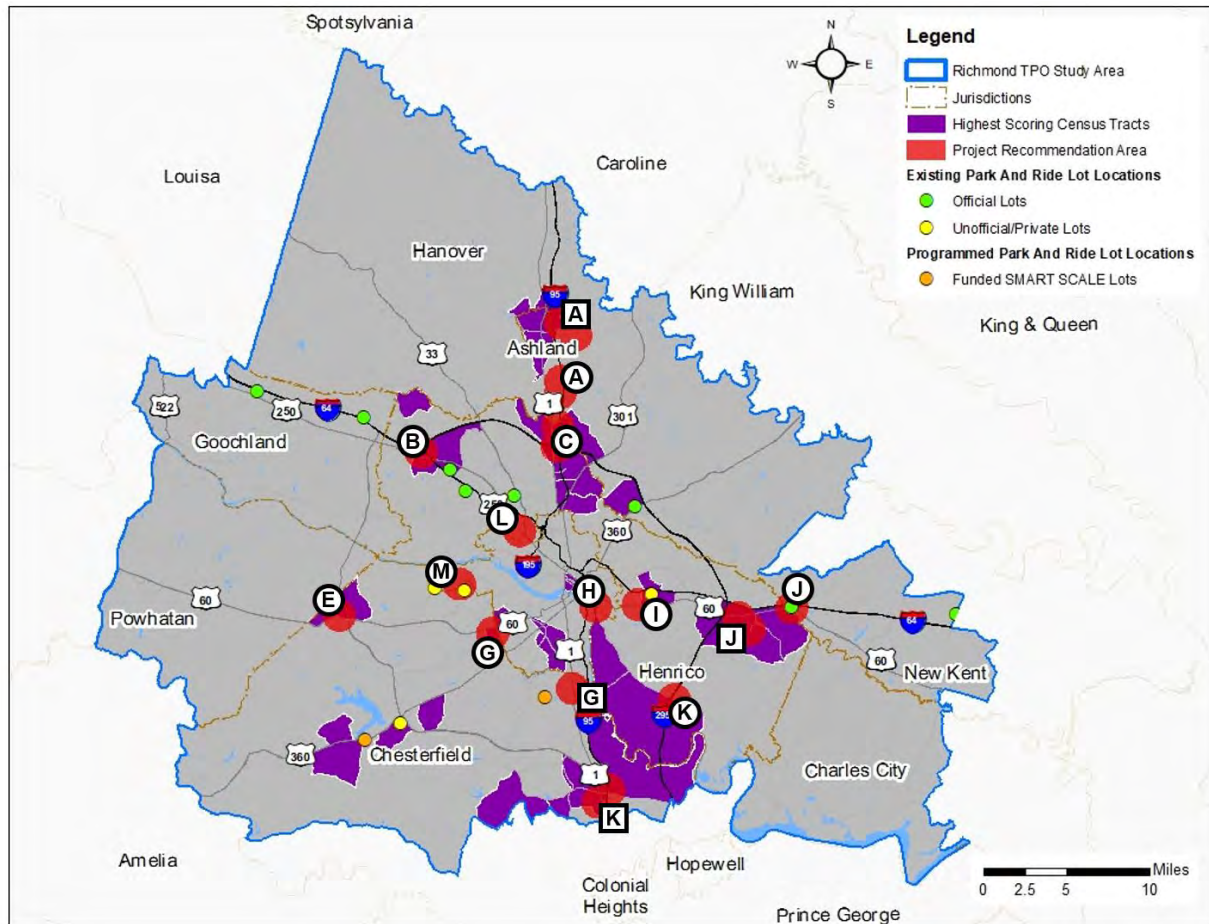 Spotsylvania
N
W
E
S
Legend
Richmond TPO Study Area
Jurisdictions
Highest Scoring Census Tracts
Project Recommendation Area
Existing Park And Ride Lot Locations
Official Lots
Unofficial/Private Lots
Programmed Park And Ride Lot Locations
Funded SMART SCALE Lots
Caroline
Louisa
Hanover
King William
King & Queen
95
A
Ashland
33
A
1
301
522
250
64
Goochland
B
C
250
L
360
195
M
H
I
60
J
J
64
60
E
Powhatan
60
G
60
1
Henrico
New Kent
G
95
295
K
360
Chesterfield
1
K
Charles City
Amelia
Hopewell
Colonial
Heights
Prince George
Miles
0 2.5 5 10